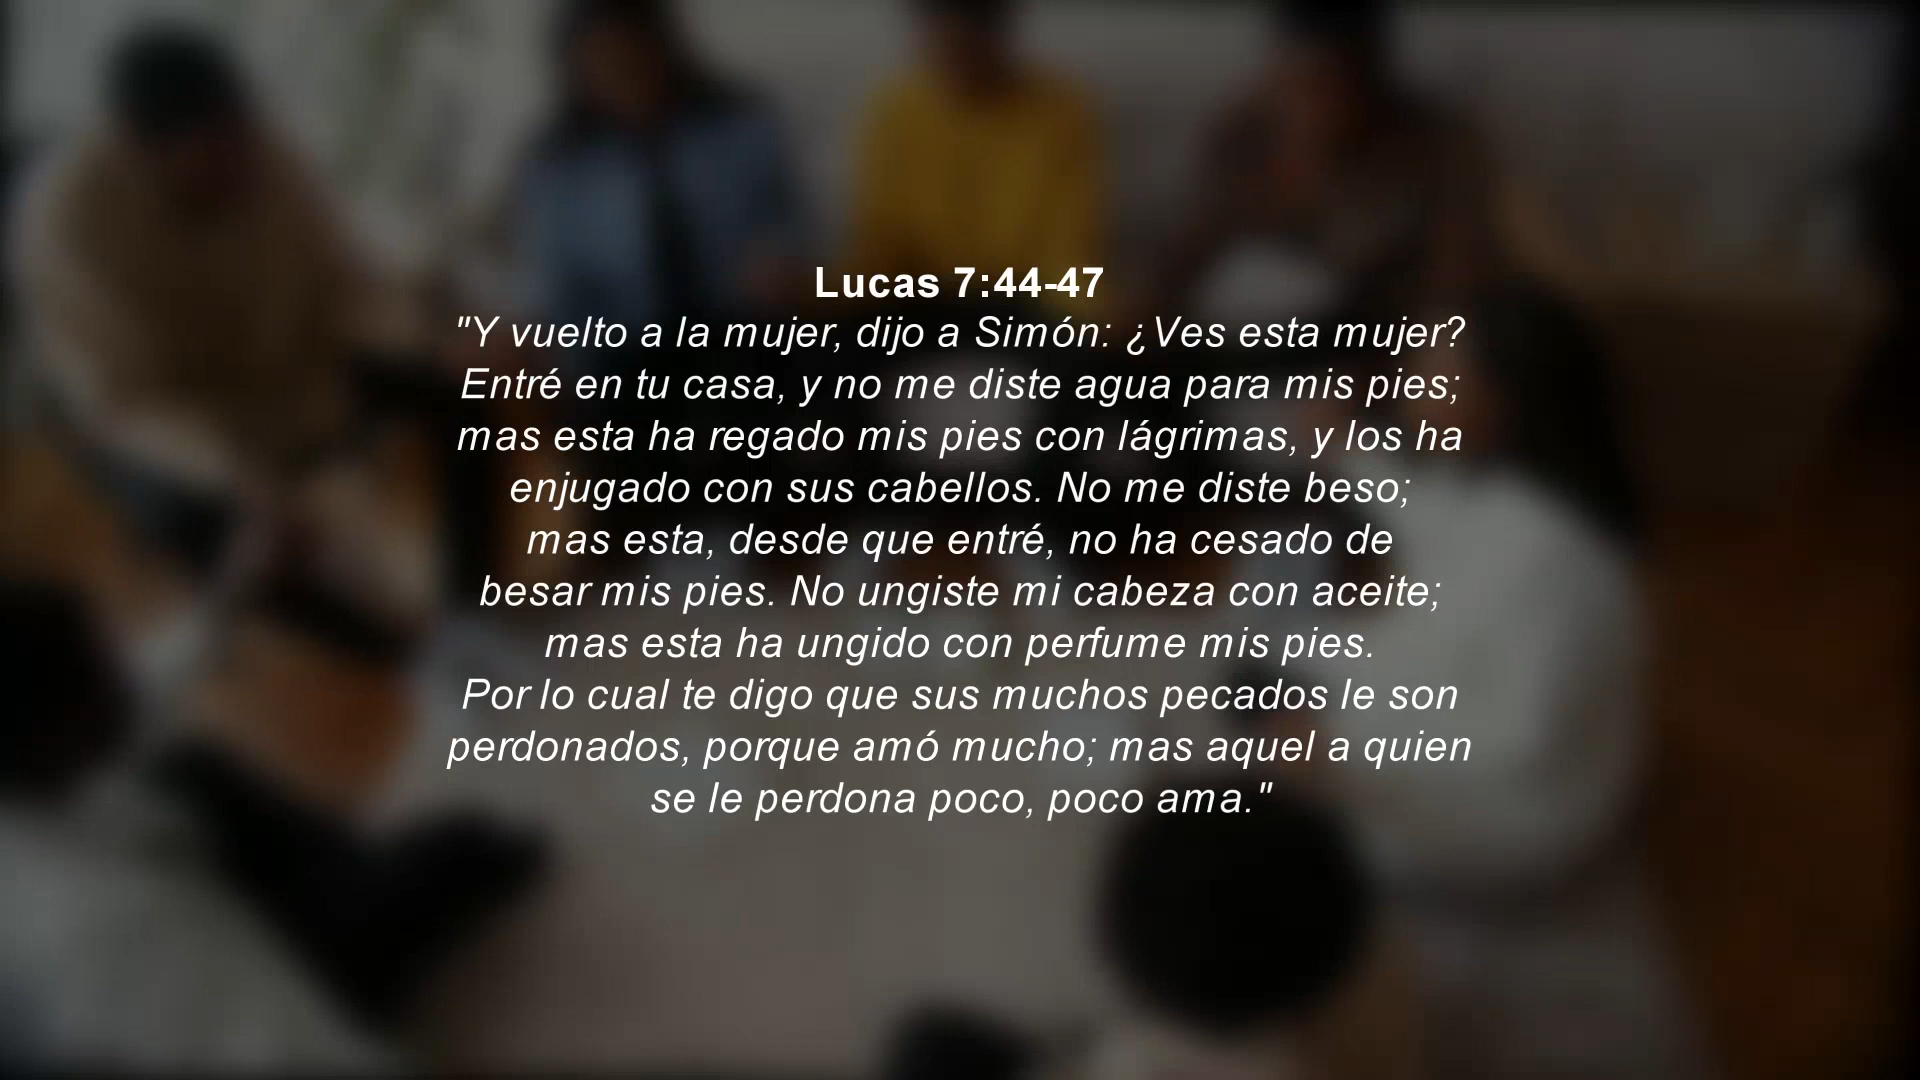 Lucas 7:44-47
"Y vuelto a la mujer, dijo a Simón: ¿Ves esta mujer?
Entré en tu casa, y no me diste agua para mis pies;
mas esta ha regado mis pies con lágrimas, y los ha
enjugado con sus cabellos. No me diste beso;
mas esta, desde que entré, no ha cesado de
besar mis pies. No ungiste mi cabeza con aceite;
mas esta ha ungido con perfume mis pies.
Por lo cual te digo que sus muchos pecados le son
perdonados, porque amó mucho; mas aquel a quien
se le perdona poco, poco ama."